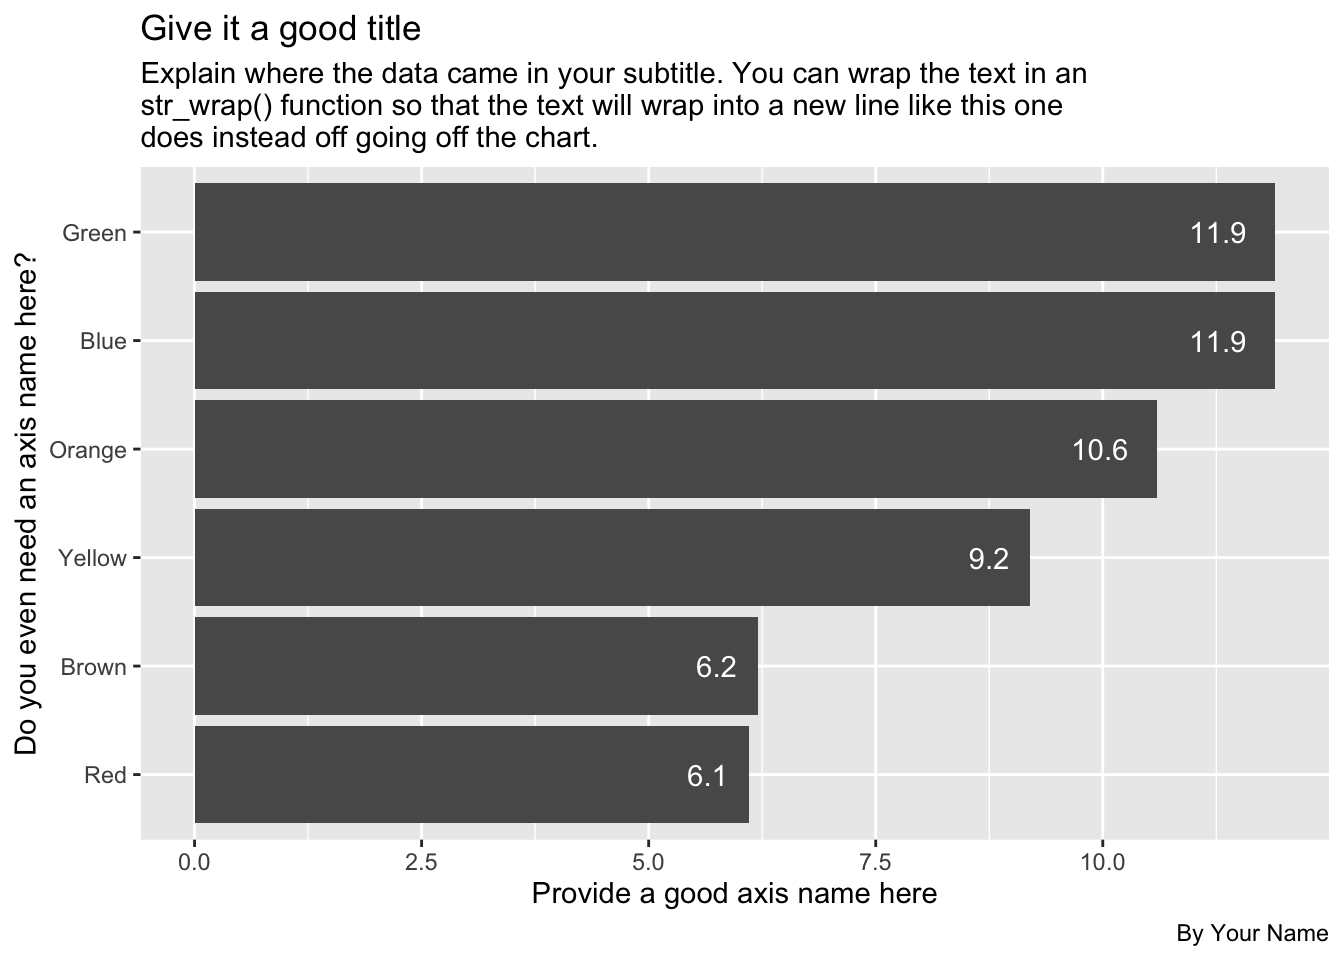 Give it a good title
Explain where the data came in your subtitle. You can wrap the text in an
str_wrap() function so that the text will wrap into a new line like this one
does instead off going off the chart.
Do you even need an axis name here?
Green
11.9
Blue
11.9
Orange
10.6
Yellow
9.2
Brown
6.2
Red
6.1
0.0 2.5 5.0 7.5 10.0
Provide a good axis name here
By Your Name